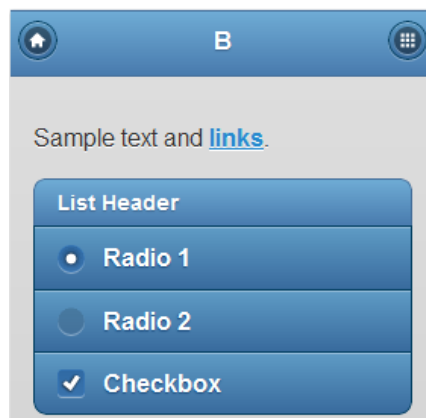 B
Sample text and links.
List Header
Radio 1
Radio 2
Checkbox